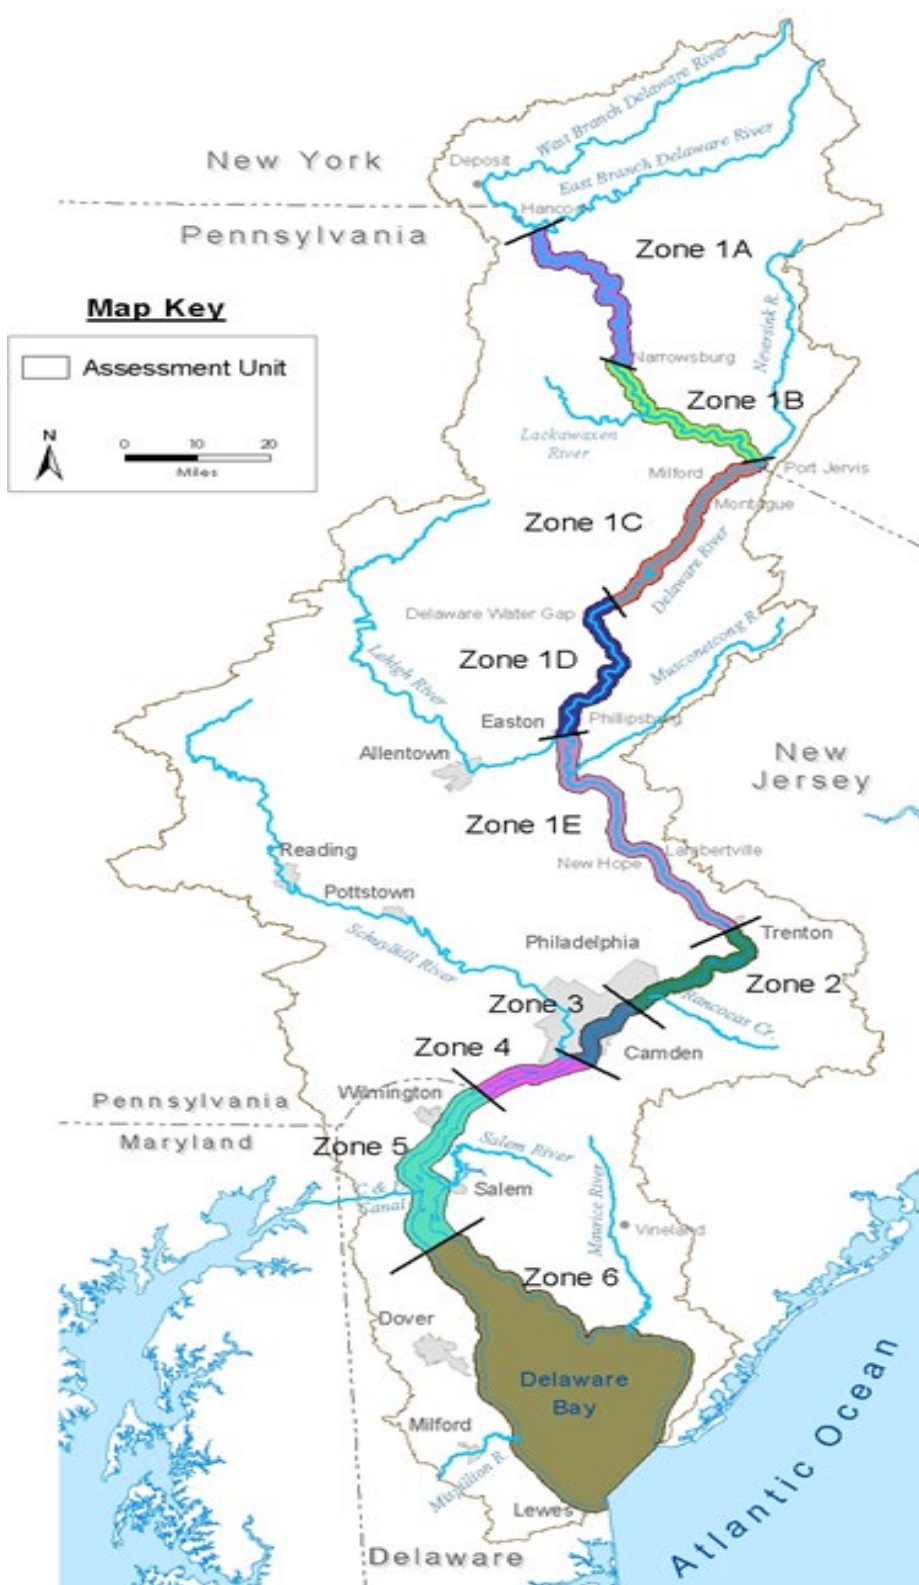 West Branch Delaware River
New York
Deposit
East Branch Delaware River
Hancoc
Pennsylvania
Zone 1A
Map Key
Neversink R.
Assessment Unit
Narrowsburg
Zone 1B
N
0 10 20
Miles
Lackawaxen
River
Milford
Port Jervis
Montague
Zone 1C
Delaware River
Delaware Water Gap
Musconetcong R.
Lehigh River
Zone 1D
Easton
Phillipsburg
Allentown
New
Jersey
Zone 1E
Reading
New Hope
Lambertville
Pottstown
Trenton
Philadelphia
Schuylkill River
Zone 2
Zone 3
Rancocas Cr.
Zone 4
Camden
Wilmington
Pennsylvania
Maryland
Zone 5
Salem River
C & D
Canal
Salem
Maurice River
Vineland
Zone 6
Dover
Delaware
Bay
Milford
Mispillion R.
Lewes
Atlantic Ocean
Delaware